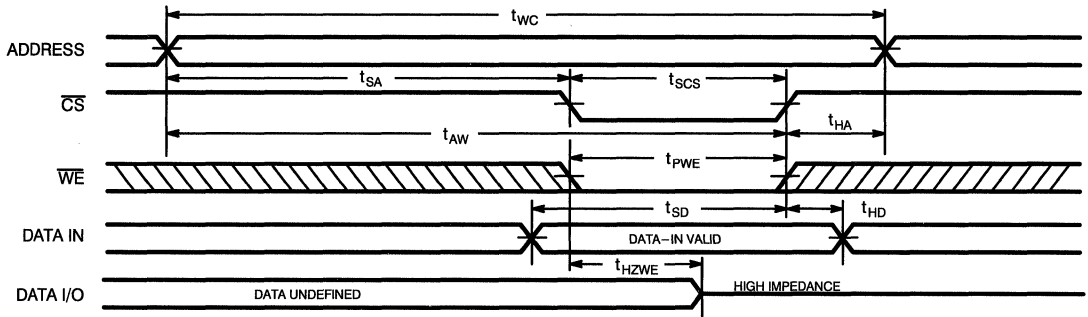 tWC
ADDRESS
tSA
tSCS
CS
tAW
tHA
WE
tPWE
tSD
tHD
DATA IN
DATA–IN VALID
tHZWE
DATA I/O
DATA UNDEFINED
HIGH IMPEDANCE